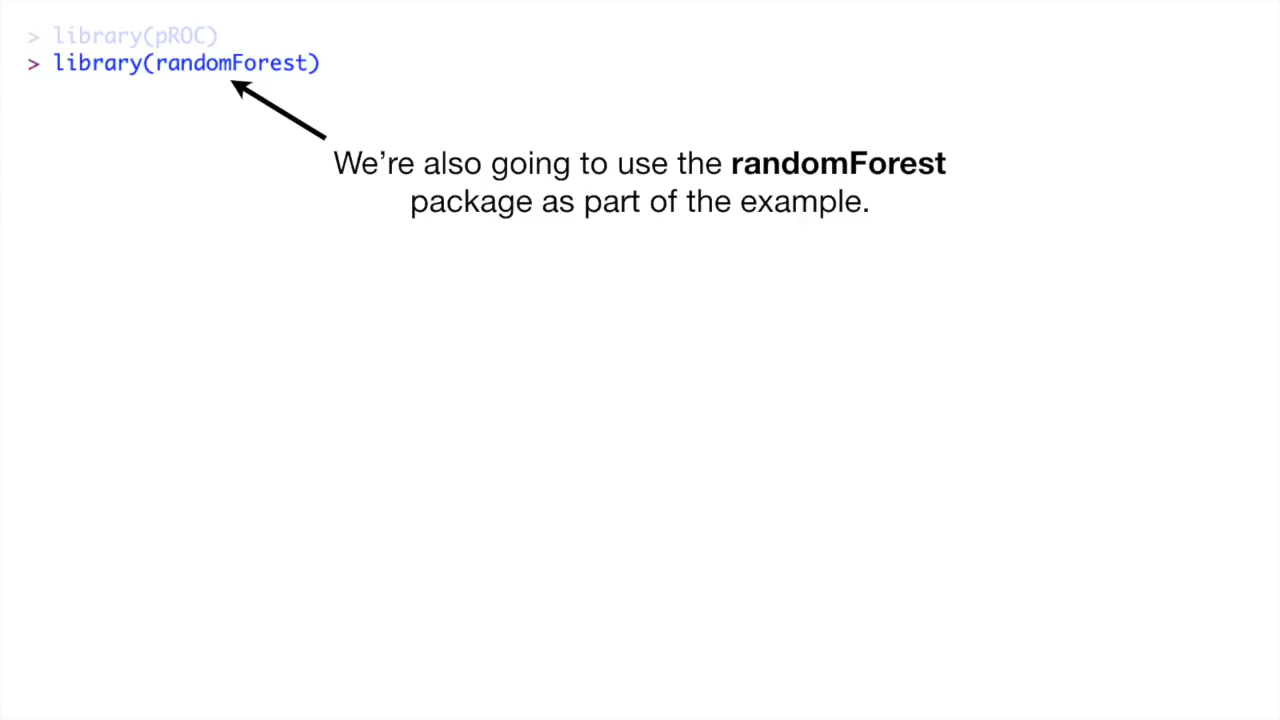 > library(pROC)
> library(randomForest)
We’re also going to use the randomForest
package as part of the example.